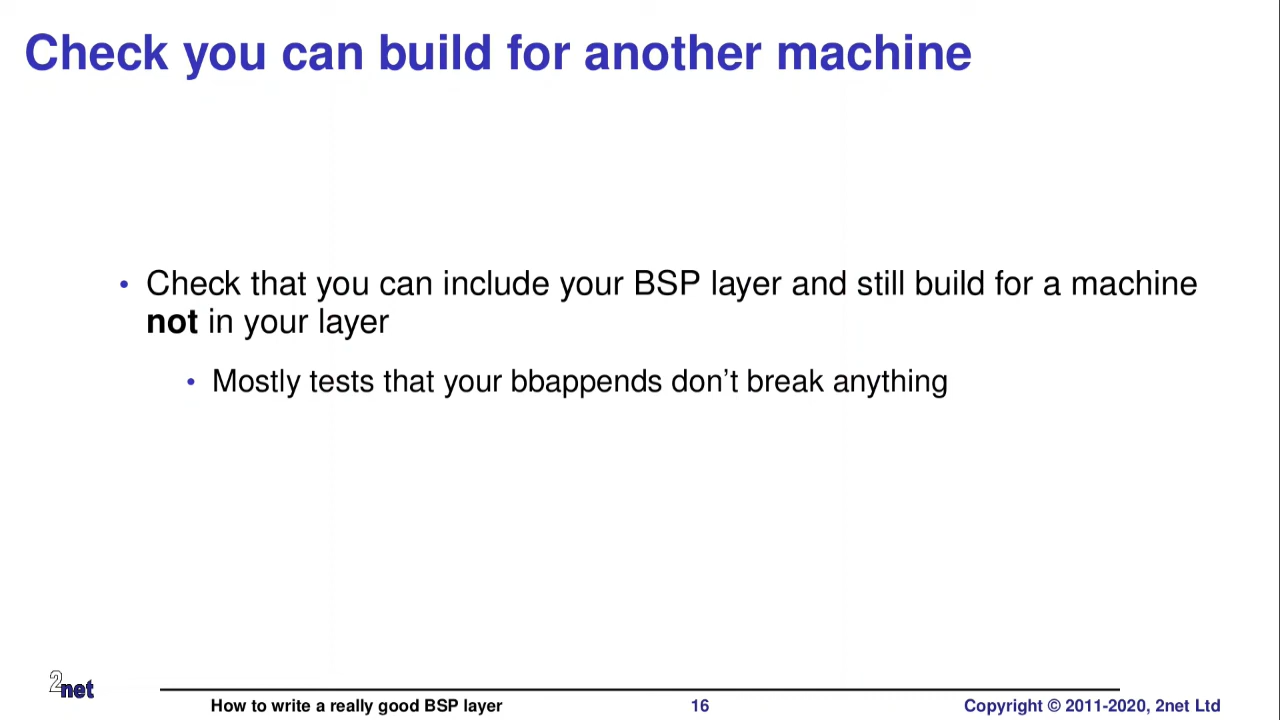 Check you can build for another machine
• Check that you can include your BSP layer and still build for a machine
not in your layer
• Mostly tests that your bbappends don't break anything
2net
How to write a really good BSP layer 16 Copyright © 2011-2020, 2net Ltd